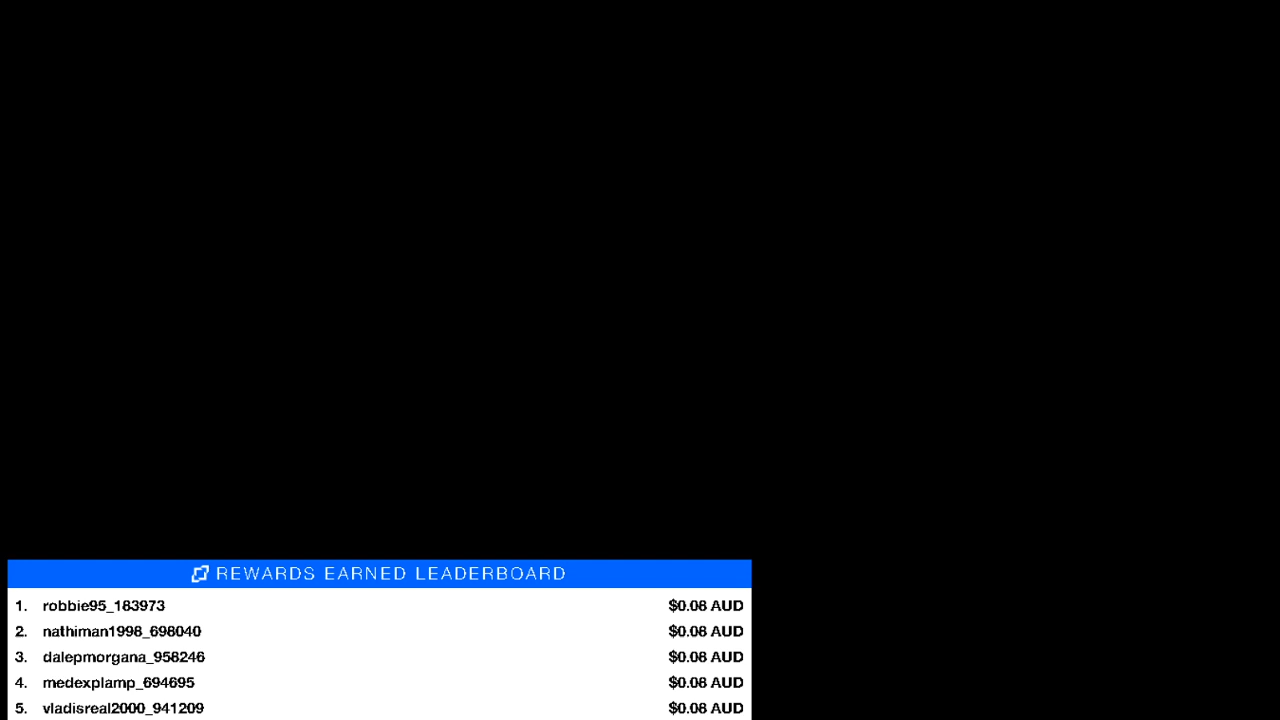 REWARDS EARNED LEADERBOARD
1. robbie95_183973 $0.08 AUD
2. nathiman1998_698040 $0.08 AUD
3. dalepmorgana_958246 $0.08 AUD
4. medexplamp_694695 $0.08 AUD
5. vladisreal2000_941209 $0.08 AUD